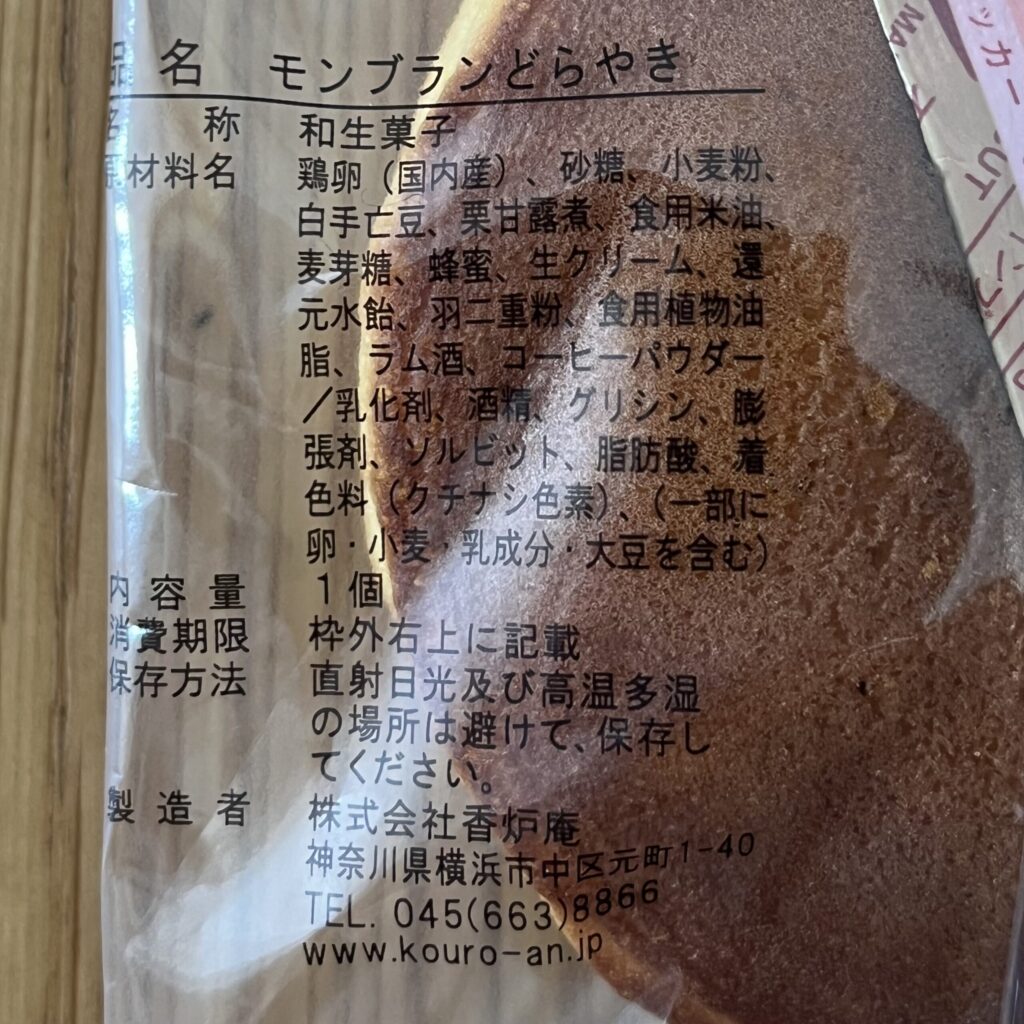 品名 モンブランどらやき
名称 和生菓子
原材料名 鶏卵（国内産）、砂糖、小麦粉、
白手亡豆、栗甘露煮、食用米油、
麦芽糖、蜂蜜、生クリーム、還
元水飴、羽二重粉、食用植物油
脂、ラム酒、コーヒーパウダー
／乳化剤、酒精、グリシン、膨
張剤、ソルビット、脂肪酸、着
色料（クチナシ色素）、（一部に
卵・小麦・乳成分・大豆を含む）
内容量 1個
消費期限 枠外右上に記載
保存方法 直射日光及び高温多湿
の場所は避けて、保存し
てください。
製造者 株式会社香炉庵
神奈川県横浜市中区元町1-40
TEL. 045(663)8866
www.kouro-an.jp